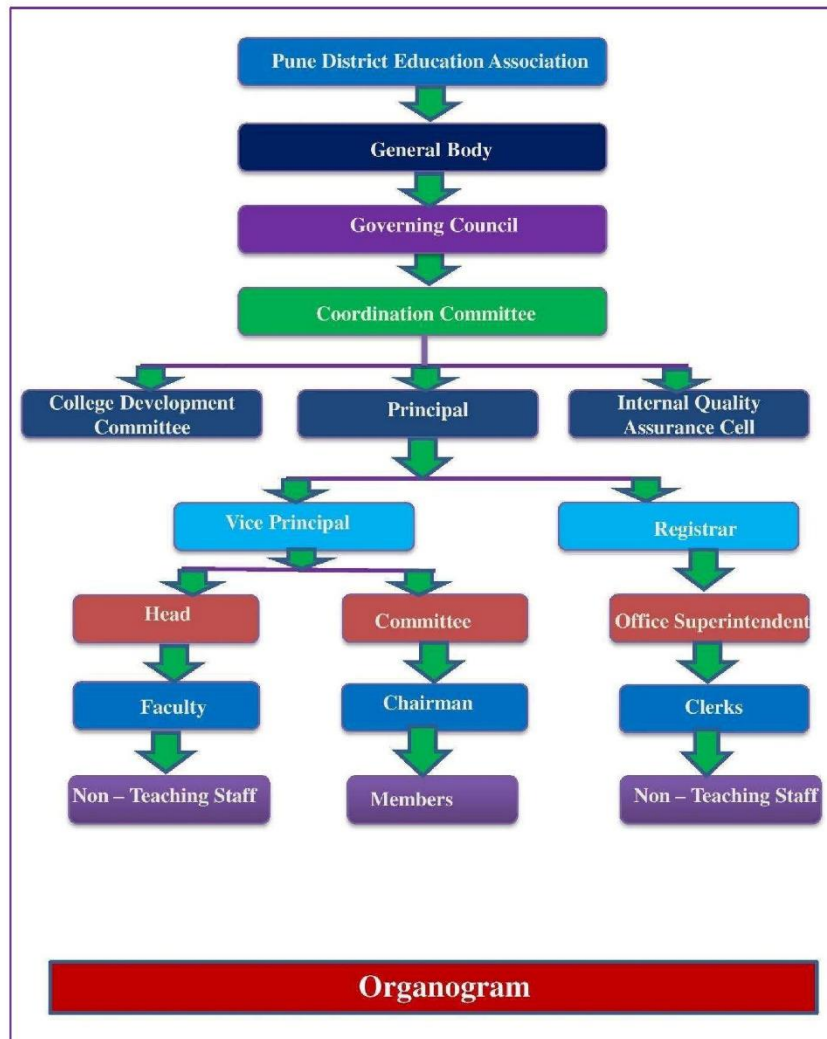 Pune District Education Association
General Body
Governing Council
Coordination Committee
College Development
Committee
Principal
Internal Quality
Assurance Cell
Vice Principal
Registrar
Head
Committee
Office Superintendent
Faculty
Chairman
Clerks
Non – Teaching Staff
Members
Non – Teaching Staff
Organogram